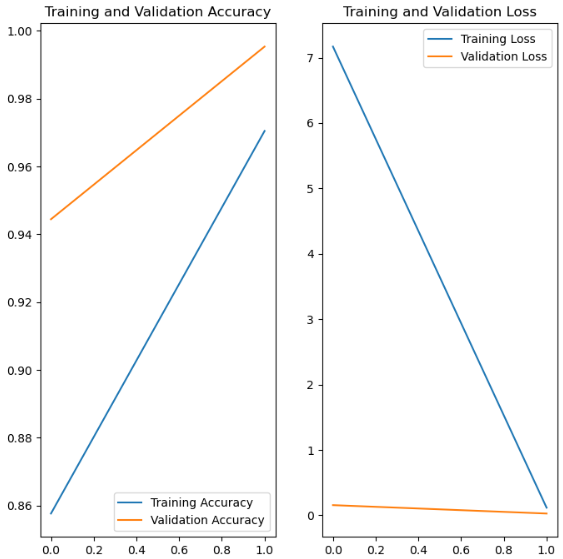 Training and Validation Accuracy
1.00
0.98
0.96
0.94
0.92
0.90
0.88
0.86
Training Accuracy
Validation Accuracy
0.0 0.2 0.4 0.6 0.8 1.0
Training and Validation Loss
Training Loss
Validation Loss
7
6
5
4
3
2
1
0
0.0 0.2 0.4 0.6 0.8 1.0